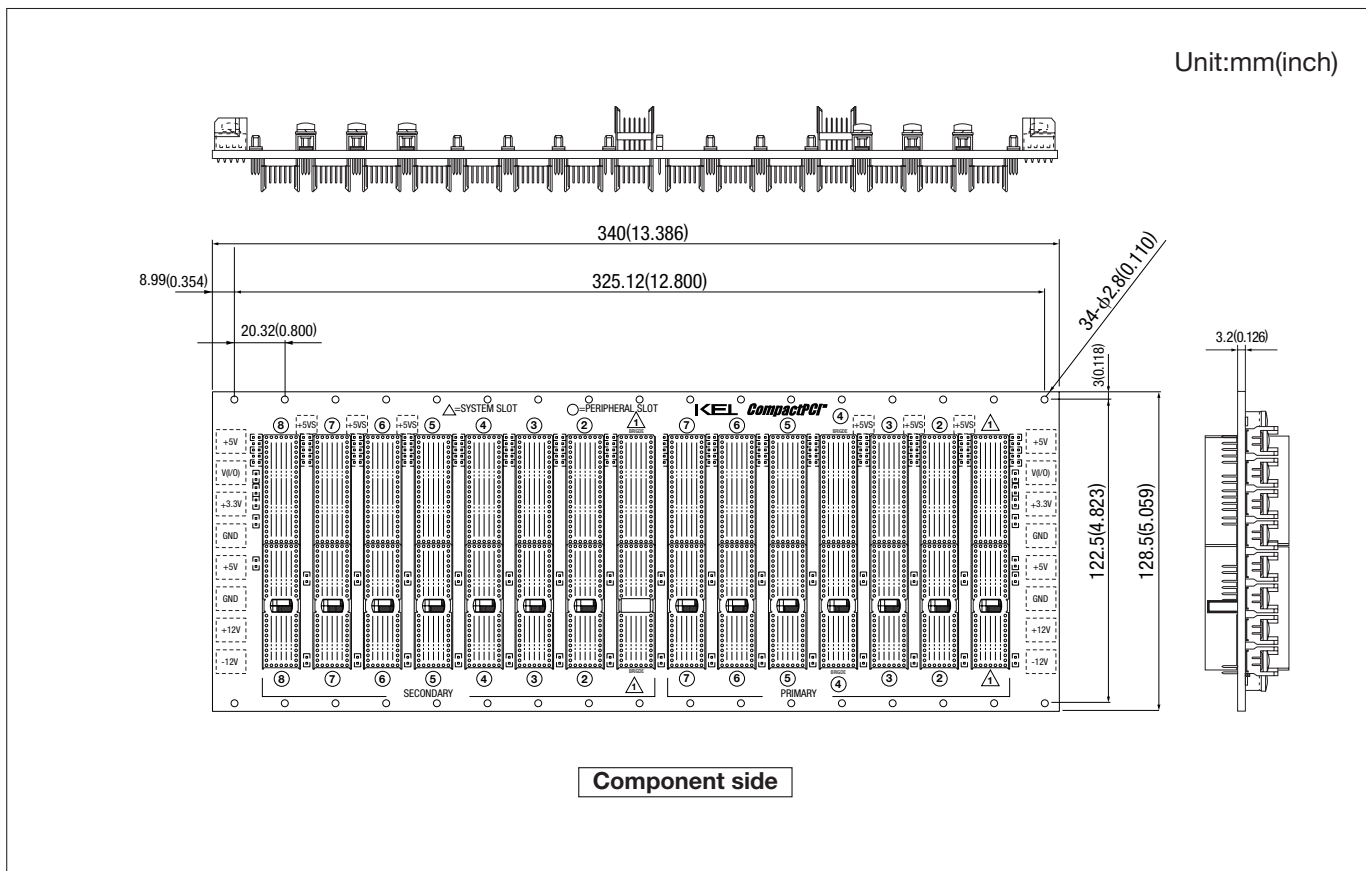 Unit:mm(inch)
340(13.386)
8.99(0.354)
325.12(12.800)
34-ϕ2.8(0.110)
20.32(0.800)
3(0.118)
3.2(0.126)
△=SYSTEM SLOT ○=PERIPHERAL SLOT KEL CompactPCI™
⑧ +5VS ⑦ +5VS ⑥ +5VS ⑤ ④ ③ ② 1 ⑦ ⑥ ⑤ ④ +5VS ③ +5VS ② +5VS 1
BRIGDE BRIGDE
+5V +5V
V(I/O) V(I/O)
+3.3V +3.3V
GND GND
+5V +5V
GND GND
+12V +12V
-12V -12V
122.5(4.823)
128.5(5.059)
BRIGDE BRIGDE
⑧ ⑦ ⑥ ⑤ ④ ③ ② 1 ⑦ ⑥ ⑤ ④ ③ ② 1
SECONDARY PRIMARY
Component side